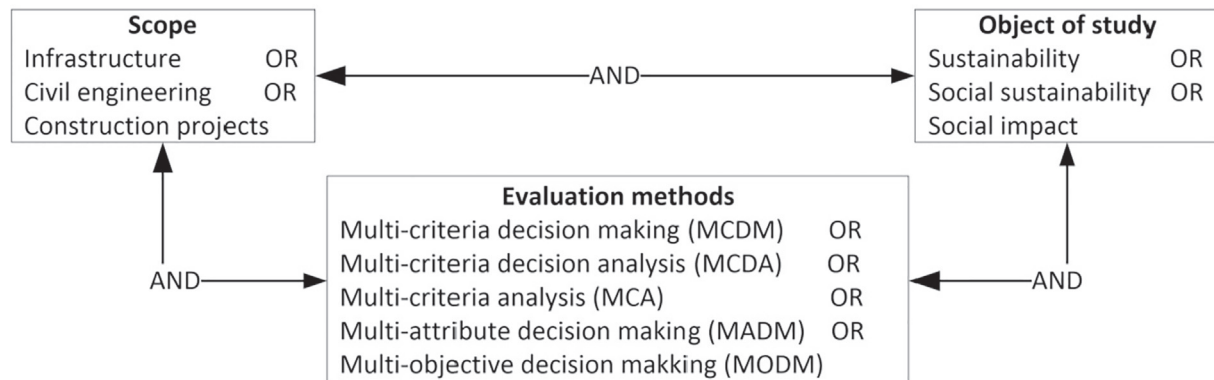 Scope
Infrastructure OR
Civil engineering OR
Construction projects
AND
Object of study
Sustainability OR
Social sustainability OR
Social impact
AND
Evaluation methods
Multi-criteria decision making (MCDM) OR
Multi-criteria decision analysis (MCDA) OR
Multi-criteria analysis (MCA) OR
Multi-attribute decision making (MADM) OR
Multi-objective decision makking (MODM)
AND